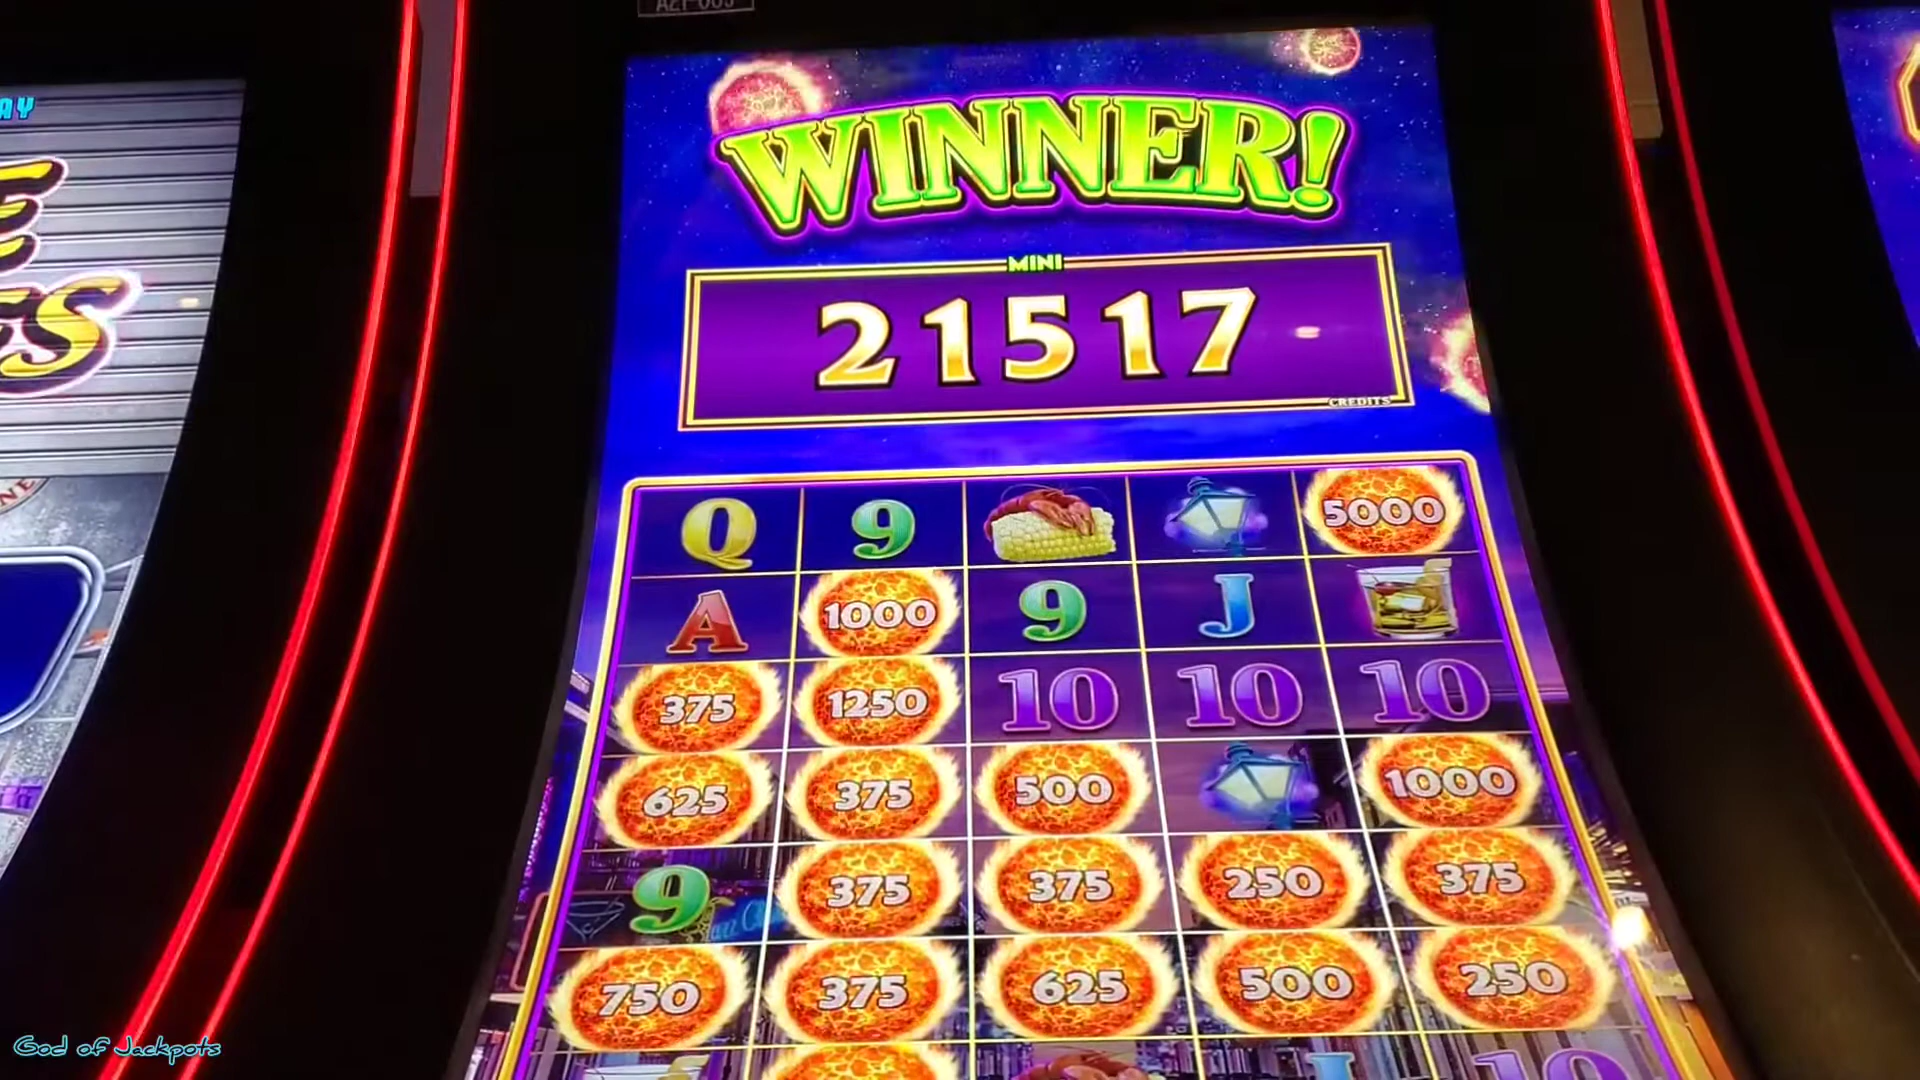 WINNER!
MINI
21517
CREDITS
Q 9 5000
A 1000 9 J
375 1250 10 10 10
625 375 500 1000
9 375 375 250 375
750 375 625 500 250
J 10
God of Jackpots